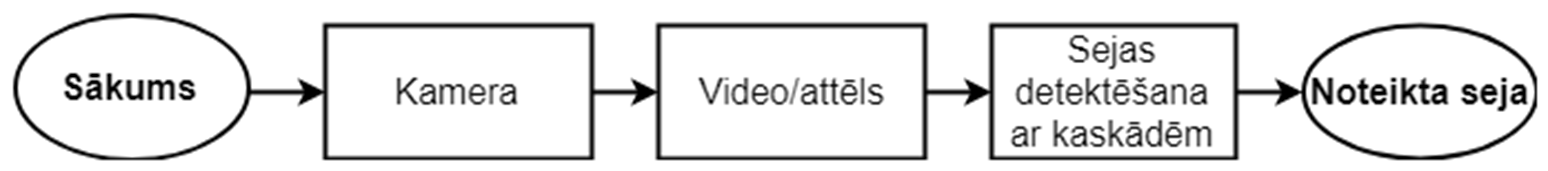 Sākums
Kamera
Video/attēls
Sejas
detektēšana
ar kaskādēm
Noteikta seja